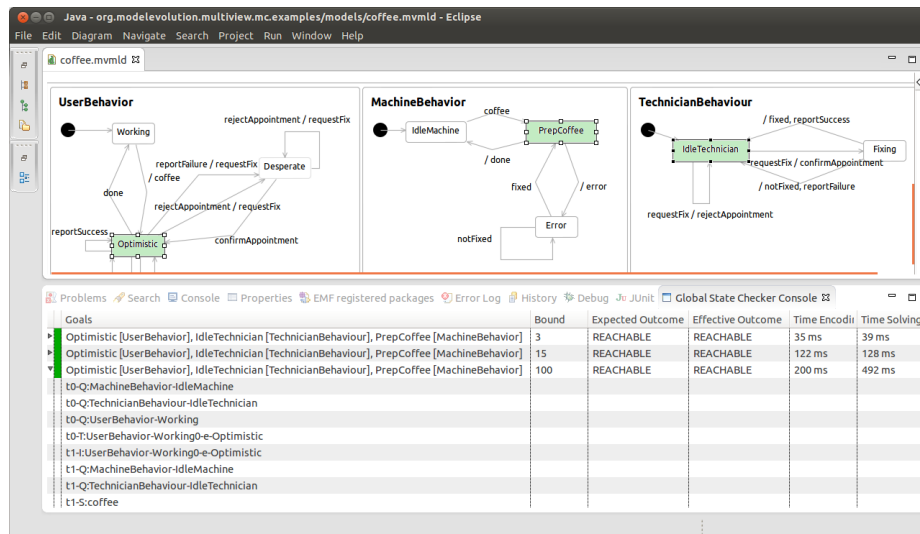 Java - org.modelevolution.multiview.mc.examples/models/coffee.mvmld - Eclipse
File Edit Diagram Navigate Search Project Run Window Help
coffee.mvmld
UserBehavior
Working
rejectAppointment / requestFix
reportFailure / requestFix
Desperate
/ coffee
done
rejectAppointment / requestFix
reportSuccess
Optimistic
confirmAppointment
MachineBehavior
coffee
IdleMachine
PrepCoffee
/ done
fixed
/ error
Error
notFixed
TechnicianBehaviour
/ fixed, reportSuccess
IdleTechnician
Fixing
requestFix / confirmAppointment
/ notFixed, reportFailure
requestFix / rejectAppointment
Problems Search Console Properties EMF registered packages Error Log History Debug Ju JUnit Global State Checker Console
Goals Bound Expected Outcome Effective Outcome Time Encodin Time Solving
Optimistic [UserBehavior], IdleTechnician [TechnicianBehaviour], PrepCoffee [MachineBehavior] 3 REACHABLE REACHABLE 35 ms 39 ms
Optimistic [UserBehavior], IdleTechnician [TechnicianBehaviour], PrepCoffee [MachineBehavior] 15 REACHABLE REACHABLE 122 ms 128 ms
Optimistic [UserBehavior], IdleTechnician [TechnicianBehaviour], PrepCoffee [MachineBehavior] 100 REACHABLE REACHABLE 200 ms 492 ms
t0-Q:MachineBehavior-IdleMachine
t0-Q:TechnicianBehaviour-IdleTechnician
t0-Q:UserBehavior-Working
t0-T:UserBehavior-Working0-e-Optimistic
t1-I:UserBehavior-Working0-e-Optimistic
t1-Q:MachineBehavior-IdleMachine
t1-Q:TechnicianBehaviour-IdleTechnician
t1-S:coffee